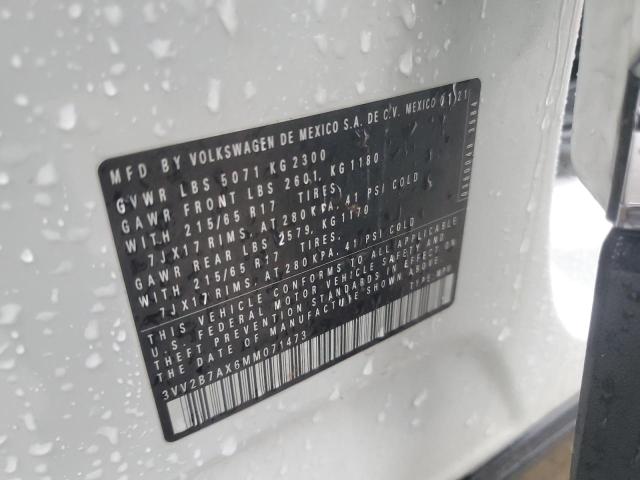 MFD BY VOLKSWAGEN DE MEXICO S.A. DE C.V. MEXICO 01/21
GVWR LBS 5071 KG 2300
GAWR FRONT LBS 2601, KG 1180
WITH 215/65 R17 TIRES,
7JX17 RIMS, AT 280 KPA, 41 PSI COLD
GAWR REAR LBS 2579, KG 1170
WITH 215/65 R17 TIRES,
7JX17 RIMS, AT 280 KPA, 41 PSI COLD
THIS VEHICLE CONFORMS TO ALL APPLICABLE
U.S. FEDERAL MOTOR VEHICLE SAFETY AND
THEFT PREVENTION STANDARDS IN EFFECT ON
THE DATE OF MANUFACTURE SHOWN ABOVE.
TYPE: MPV
3VV2B7AX6MM071473